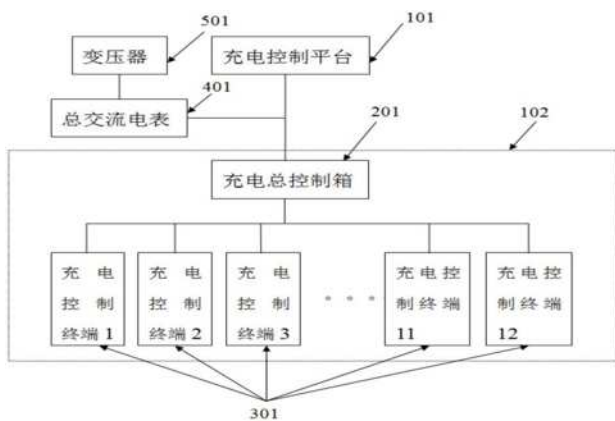 501
变压器
充电控制平台
101
401
总交流电表
201
102
充电总控制箱
充 电
控 制
终端 1
充 电
控 制
终端 2
充 电
控 制
终端 3
充电控
制终端
11
充电控
制终端
12
301